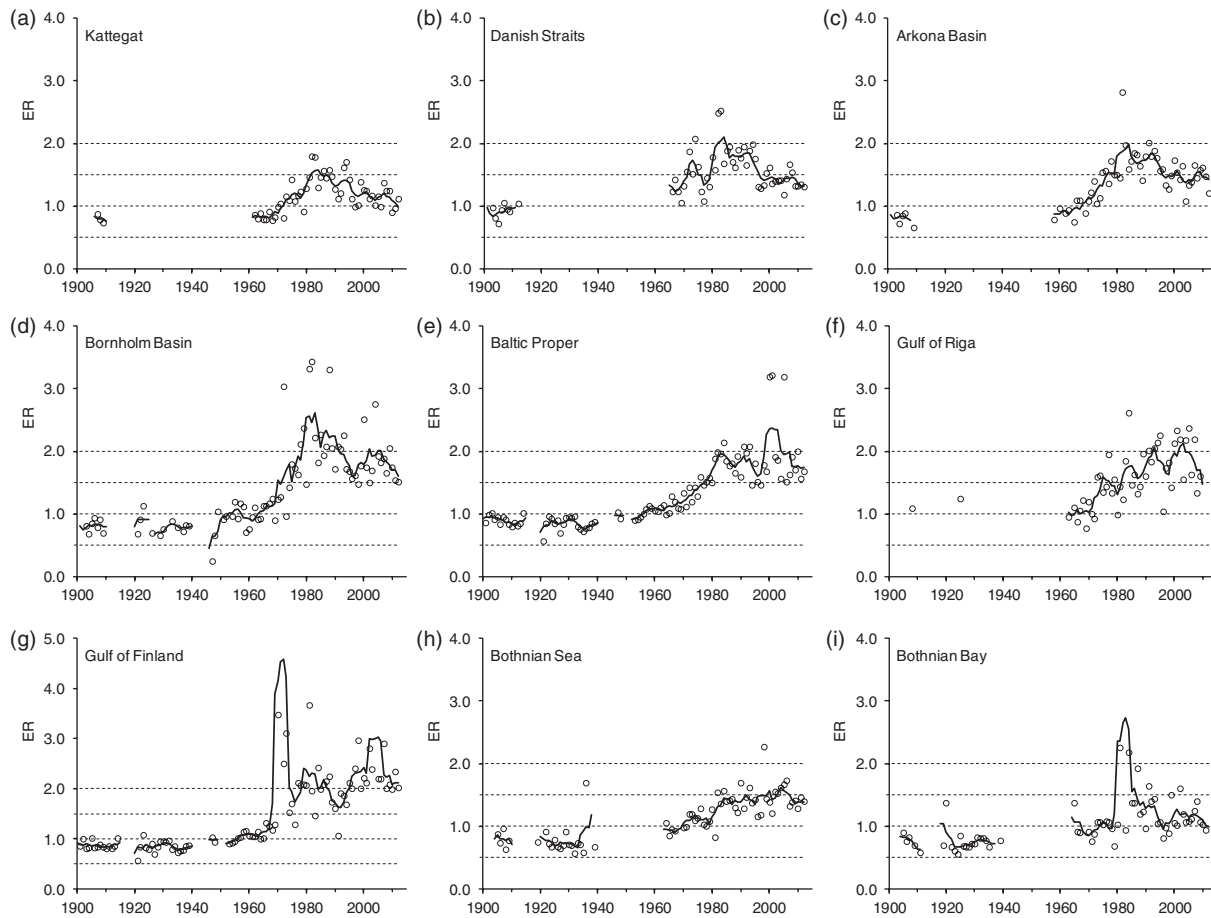 (a)
4.0
3.0
2.0
1.0
0.0
ER
Kattegat
1900 1920 1940 1960 1980 2000
(b)
4.0
3.0
2.0
1.0
0.0
ER
Danish Straits
1900 1920 1940 1960 1980 2000
(c)
4.0
3.0
2.0
1.0
0.0
ER
Arkona Basin
1900 1920 1940 1960 1980 2000
(d)
4.0
3.0
2.0
1.0
0.0
ER
Bornholm Basin
1900 1920 1940 1960 1980 2000
(e)
4.0
3.0
2.0
1.0
0.0
ER
Baltic Proper
1900 1920 1940 1960 1980 2000
(f)
4.0
3.0
2.0
1.0
0.0
ER
Gulf of Riga
1900 1920 1940 1960 1980 2000
(g)
5.0
4.0
3.0
2.0
1.0
0.0
ER
Gulf of Finland
1900 1920 1940 1960 1980 2000
(h)
4.0
3.0
2.0
1.0
0.0
ER
Bothnian Sea
1900 1920 1940 1960 1980 2000
(i)
4.0
3.0
2.0
1.0
0.0
ER
Bothnian Bay
1900 1920 1940 1960 1980 2000